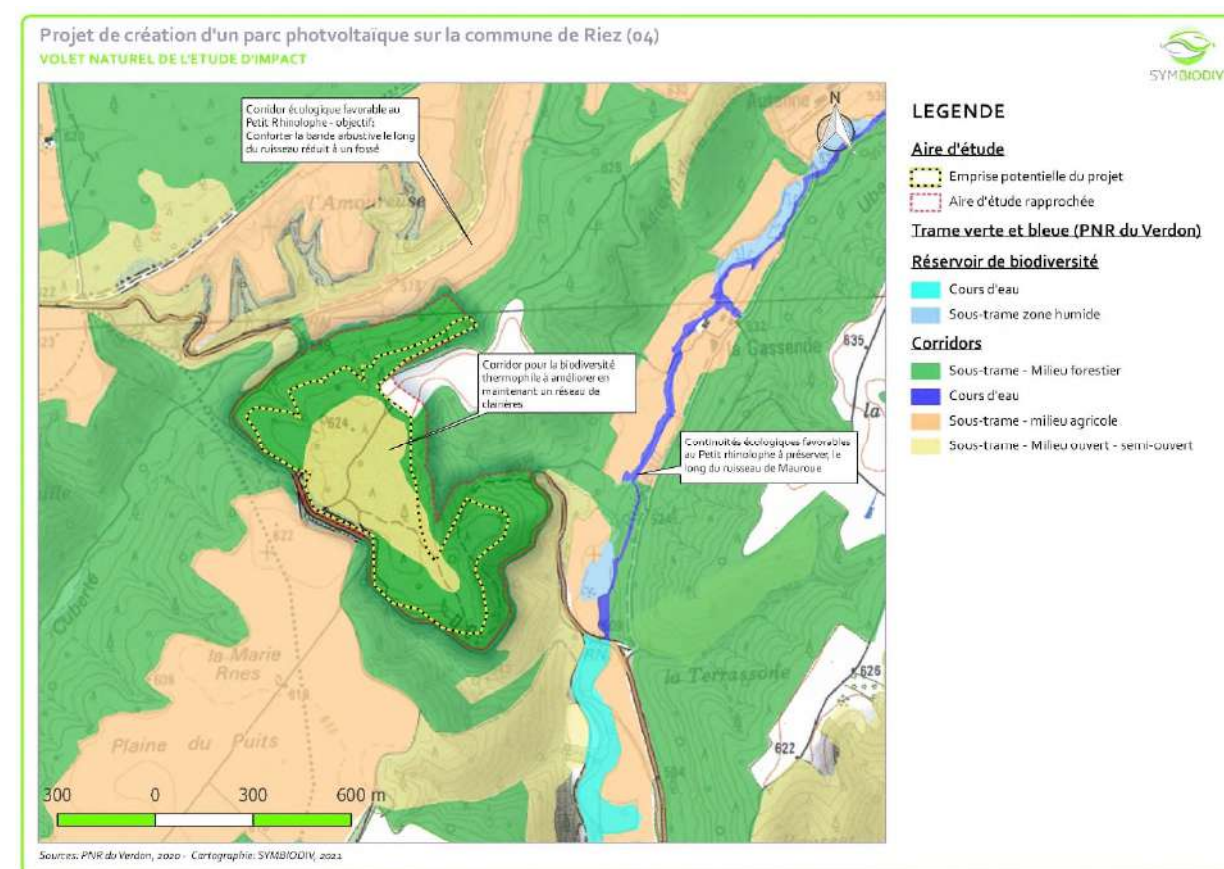 Projet de création d'un parc photvoltaïque sur la commune de Riez (04)
VOLET NATUREL DE L'ETUDE D'IMPACT
SYMBIODIV
Corridor écologique favorable au
Petit Rhinolophe - objectif:
Conforter la bande arbustive le long
du ruisseau réduit à un fossé
N
l'Amoureuse
Corridor pour la biodiversité
thermophile à améliorer en
maintenant un réseau de
clairières
la Gassende
635
la
624
Continuités écologiques favorables
au Petit rhinolophe à préserver, le
long du ruisseau de Mauroue
622
Cuberte
la Marie
Rnes
Plaine du Puits
RN
la Terrassone
626
622
300 0 300 600 m
LEGENDE
Aire d'étude
Emprise potentielle du projet
Aire d'étude rapprochée
Trame verte et bleue (PNR du Verdon)
Réservoir de biodiversité
Cours d'eau
Sous-trame zone humide
Corridors
Sous-trame - Milieu forestier
Cours d'eau
Sous-trame - milieu agricole
Sous-trame - Milieu ouvert - semi-ouvert
Sources: PNR du Verdon, 2020 - Cartographie: SYMBIODIV, 2021